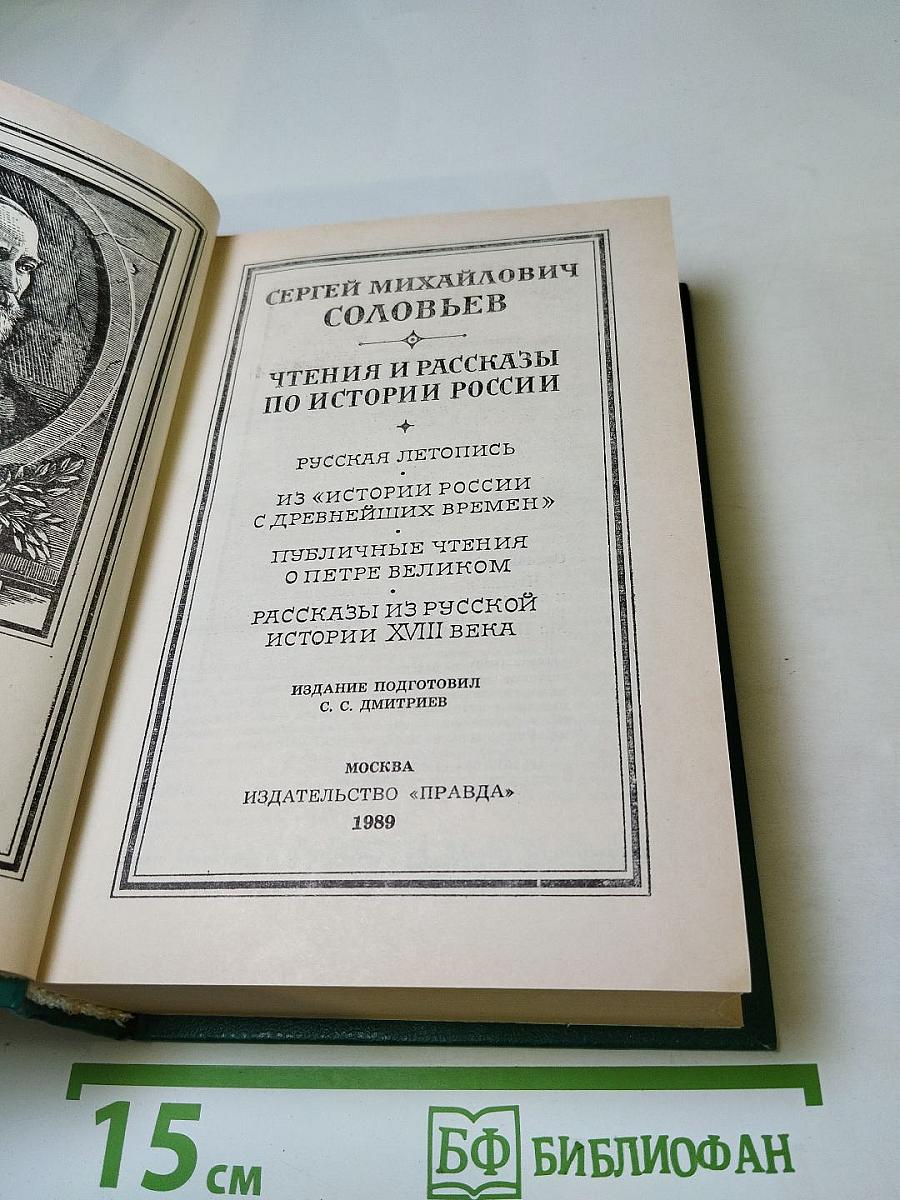 СЕРГЕЙ МИХАЙЛОВИЧ
СОЛОВЬЕВ
ЧТЕНИЯ И РАССКАЗЫ
ПО ИСТОРИИ РОССИИ
РУССКАЯ ЛЕТОПИСЬ
ИЗ «ИСТОРИИ РОССИИ
С ДРЕВНЕЙШИХ ВРЕМЕН»
ПУБЛИЧНЫЕ ЧТЕНИЯ
О ПЕТРЕ ВЕЛИКОМ
РАССКАЗЫ ИЗ РУССКОЙ
ИСТОРИИ XVIII ВЕКА
ИЗДАНИЕ ПОДГОТОВИЛ
С. С. ДМИТРИЕВ
МОСКВА
ИЗДАТЕЛЬСТВО «ПРАВДА»
1989
15 см
БФ БИБЛИОФАН